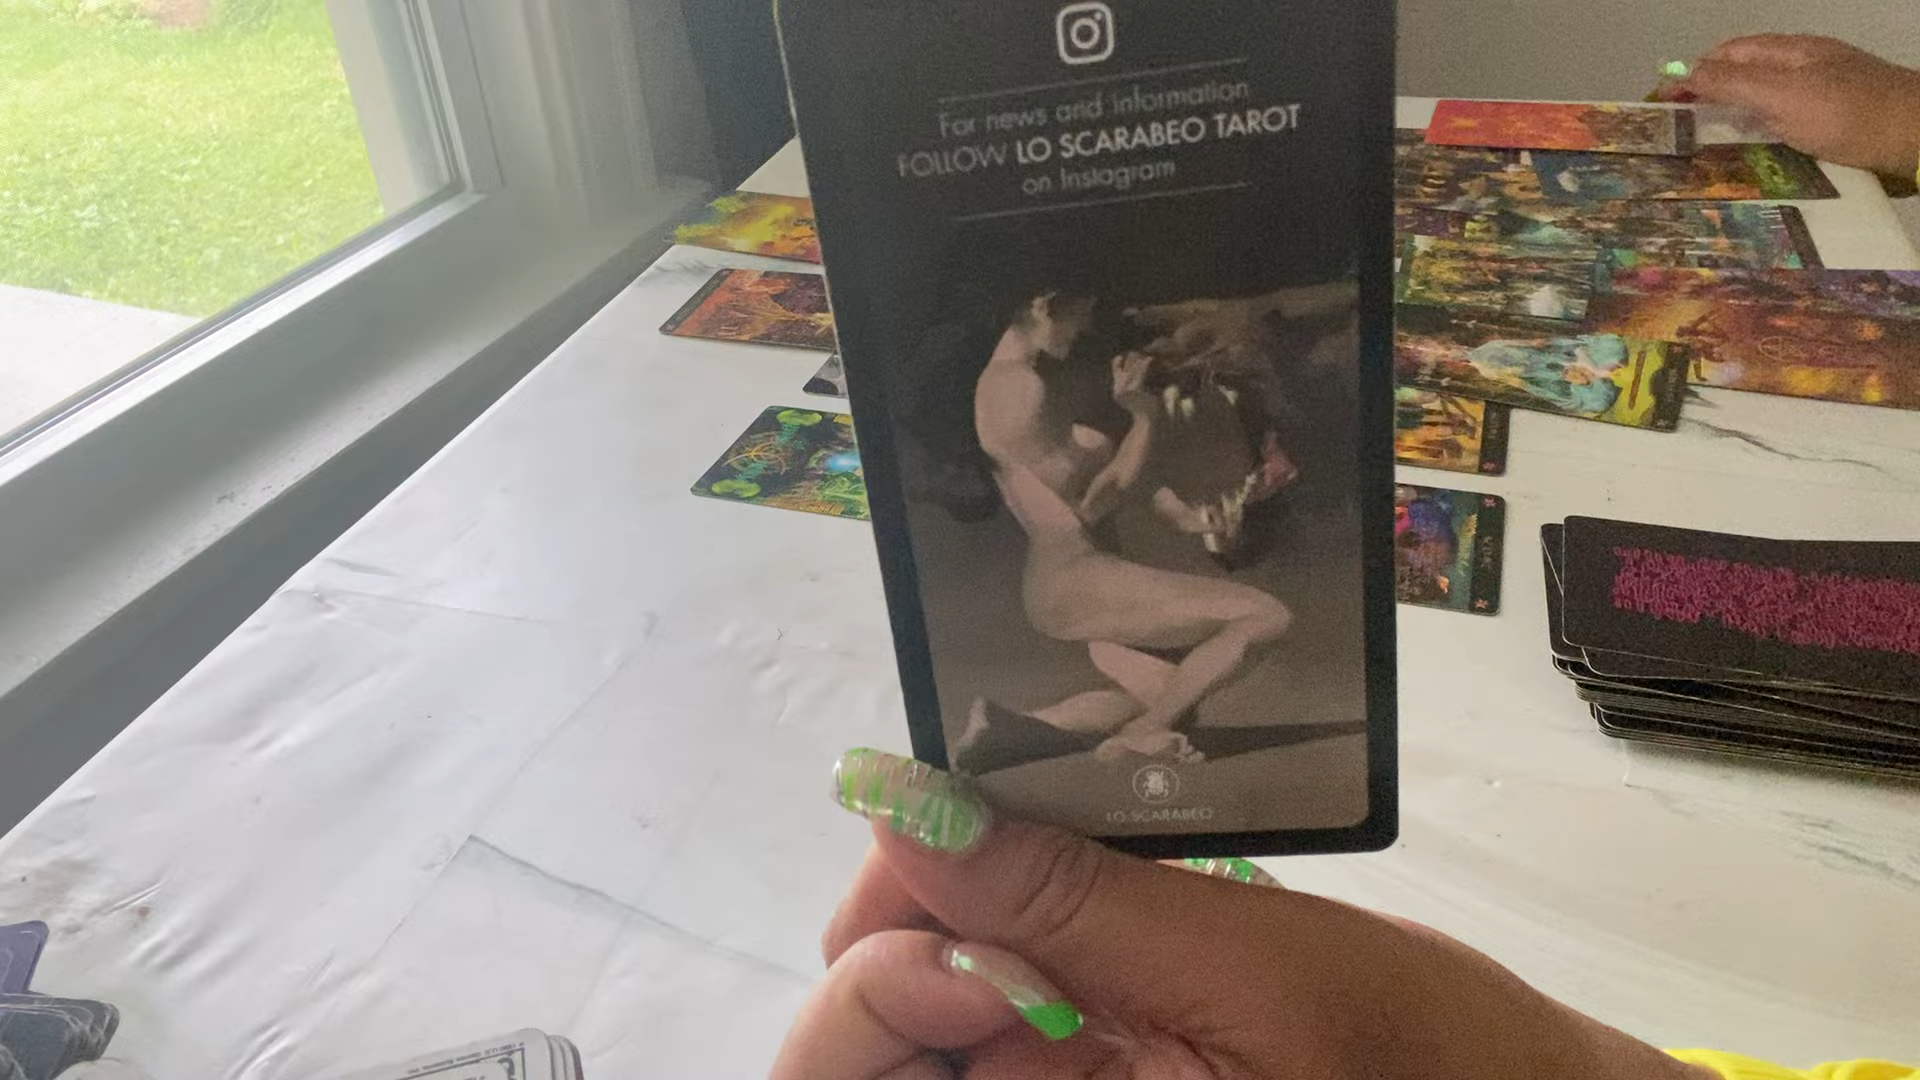 For news and information
FOLLOW LO SCARABEO TAROT
on Instagram
LO SCARABEO